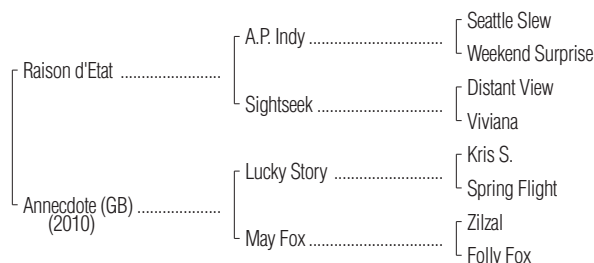 Seattle Slew
A.P. Indy ................................
Weekend Surprise
Raison d'Etat ........................
Distant View
Sightseek ..............................
Viviana
Kris S.
Lucky Story ..........................
Spring Flight
Annecdote (GB) ....................
(2010)
Zilzal
May Fox ................................
Folly Fox